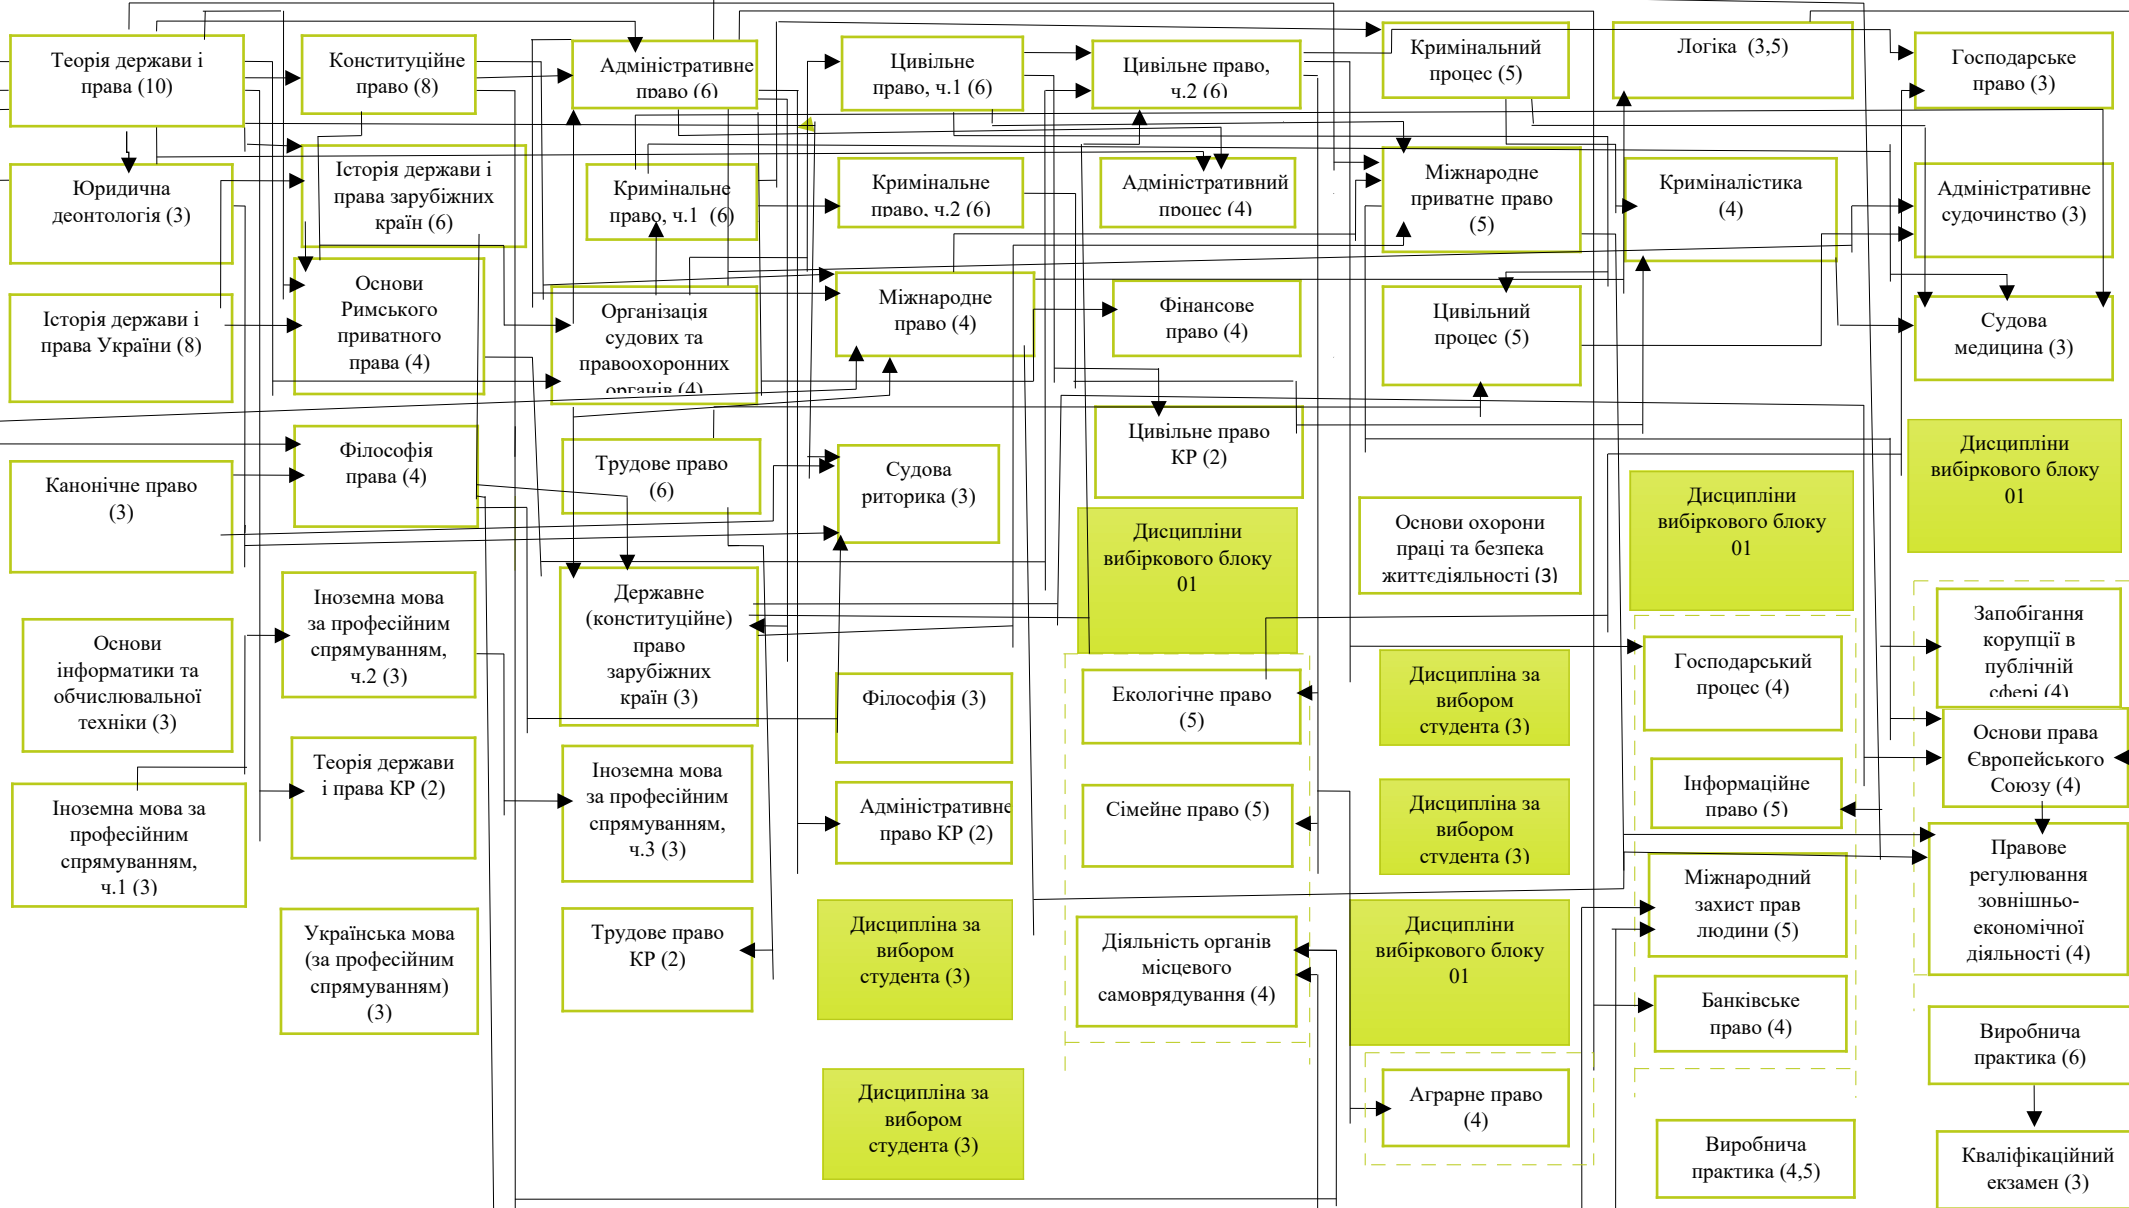 Теорія держави і
права (10)
Юридична
деонтологія (3)
Історія держави і
права України (8)
Канонічне право
(3)
Основи
інформатики та
обчислювальної
техніки (3)
Іноземна мова за
професійним
спрямуванням,
ч.1 (3)
Конституційне
право (8)
Історія держави і
права зарубіжних
країн (6)
Основи
Римського
приватного
права (4)
Філософія
права (4)
Іноземна мова
за професійним
спрямуванням,
ч.2 (3)
Теорія держави
і права КР (2)
Українська мова
(за професійним
спрямуванням)
(3)
Адміністративне
право (6)
Кримінальне
право, ч.1 (6)
Організація
судових та
правоохоронних
органів (4)
Трудове право
(6)
Державне
(конституційне)
право
зарубіжних
країн (3)
Іноземна мова
за професійним
спрямуванням,
ч.3 (3)
Трудове право
КР (2)
Цивільне
право, ч.1 (6)
Кримінальне
право, ч.2 (6)
Міжнародне
право (4)
Судова
риторика (3)
Філософія (3)
Адміністративне
право КР (2)
Дисципліна за
вибором
студента (3)
Дисципліна за
вибором
студента (3)
Цивільне право,
ч.2 (6)
Адміністративний
процес (4)
Фінансове
право (4)
Цивільне право
КР (2)
Дисципліни
вибіркового блоку
01
Екологічне право
(5)
Сімейне право (5)
Діяльність органів
місцевого
самоврядування (4)
Кримінальний
процес (5)
Міжнародне
приватне право
(5)
Цивільний
процес (5)
Основи охорони
праці та безпека
життєдіяльності (3)
Дисципліна за
вибором
студента (3)
Дисципліна за
вибором
студента (3)
Дисципліни
вибіркового блоку
01
Аграрне право
(4)
Логіка (3,5)
Криміналістика
(4)
Дисципліни
вибіркового блоку
01
Господарський
процес (4)
Інформаційне
право (5)
Міжнародний
захист прав
людини (5)
Банківське
право (4)
Виробнича
практика (4,5)
Господарське
право (3)
Адміністративне
судочинство (3)
Судова
медицина (3)
Дисципліни
вибіркового блоку
01
Запобігання
корупції в
публічній
сфері (4)
Основи права
Європейського
Союзу (4)
Правове
регулювання
зовнішньо-
економічної
діяльності (4)
Виробнича
практика (6)
Кваліфікаційний
екзамен (3)